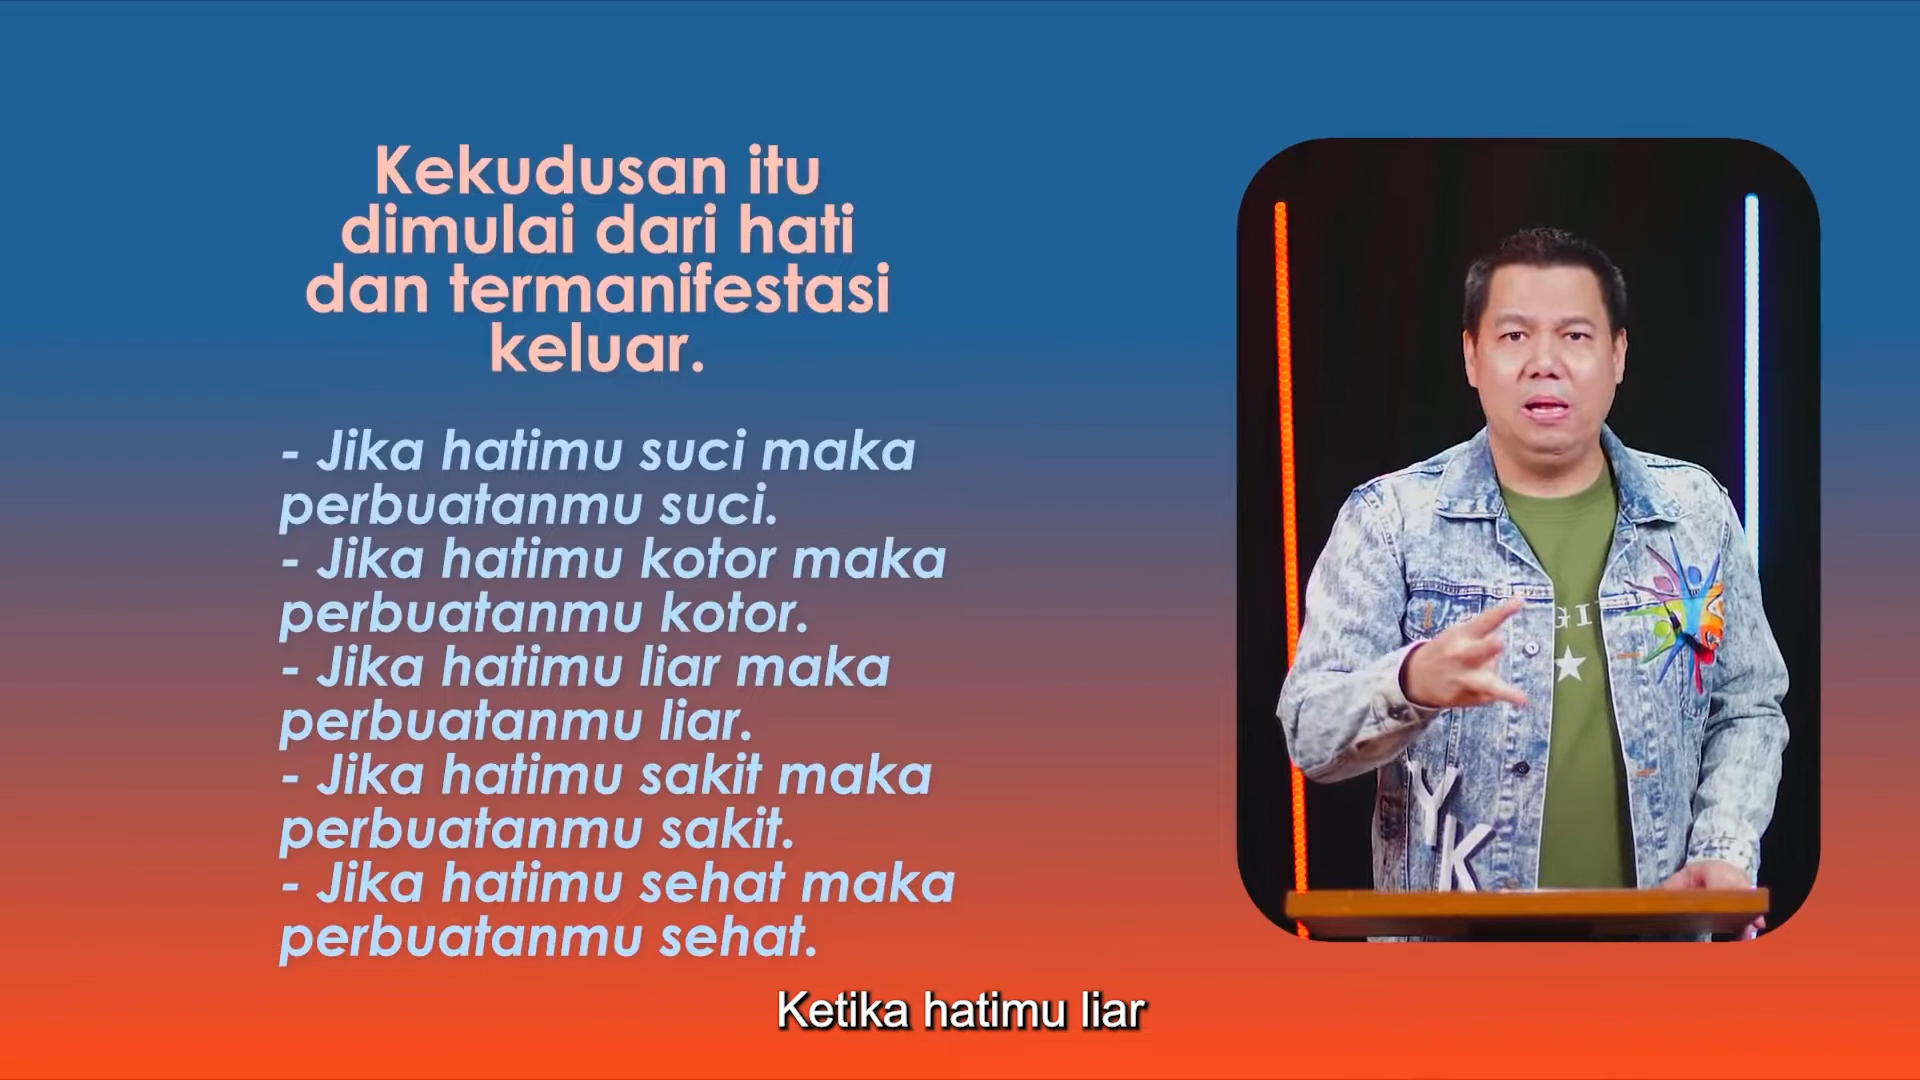 Kekudusan itu
dimulai dari hati
dan termanifestasi
keluar.
- Jika hatimu suci maka
perbuatanmu suci.
- Jika hatimu kotor maka
perbuatanmu kotor.
- Jika hatimu liar maka
perbuatanmu liar.
- Jika hatimu sakit maka
perbuatanmu sakit.
- Jika hatimu sehat maka
perbuatanmu sehat.
YK
Ketika hatimu liar